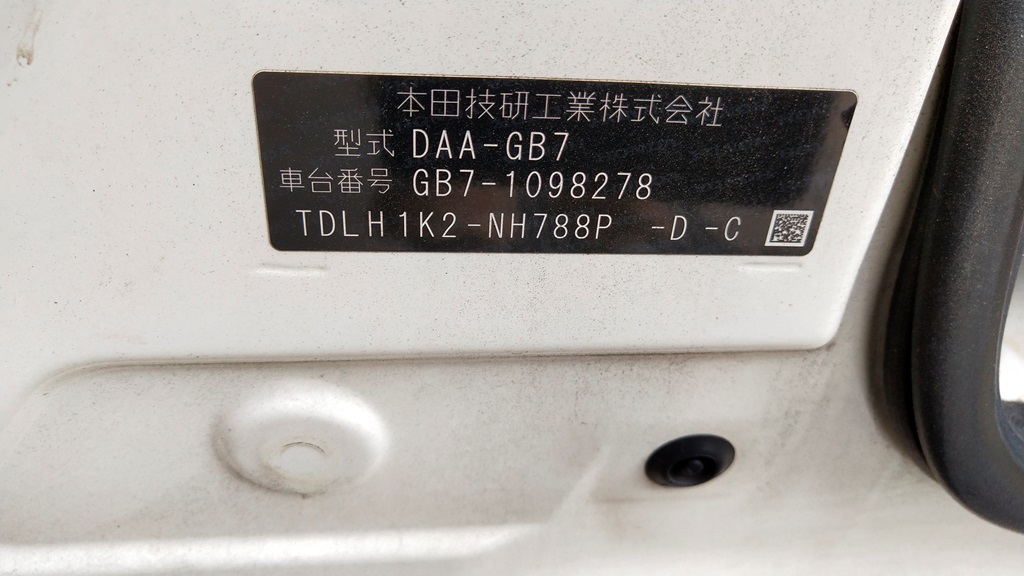 本田技研工業株式会社
型式 DAA-GB7
車台番号 GB7-1098278
TDLH1K2-NH788P -D -C